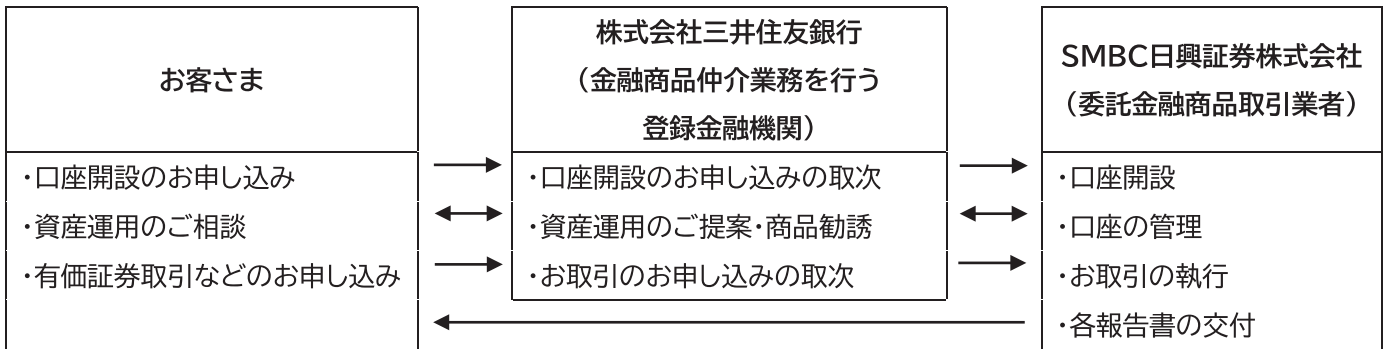 お客さま
株式会社三井住友銀行
（金融商品仲介業務を行う
登録金融機関）
SMBC日興証券株式会社
（委託金融商品取引業者）
・口座開設のお申し込み
・資産運用のご相談
・有価証券取引などのお申し込み
・口座開設のお申し込みの取次
・資産運用のご提案・商品勧誘
・お取引のお申し込みの取次
・口座開設
・口座の管理
・お取引の執行
・各報告書の交付